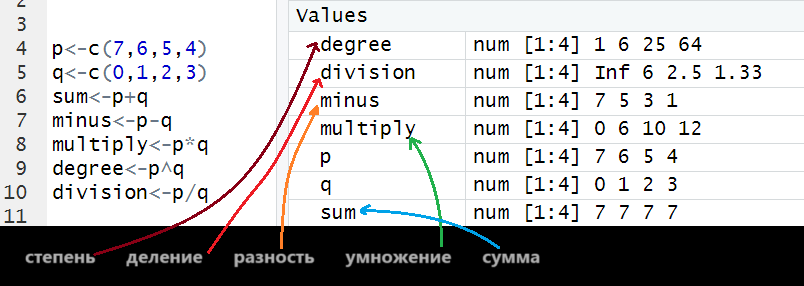 2
3
4 p<-c(7,6,5,4)
5 q<-c(0,1,2,3)
6 sum<-p+q
7 minus<-p-q
8 multiply<-p*q
9 degree<-p^q
10 division<-p/q
11
Values
degree num [1:4] 1 6 25 64
division num [1:4] Inf 6 2.5 1.33
minus num [1:4] 7 5 3 1
multiply num [1:4] 0 6 10 12
p num [1:4] 7 6 5 4
q num [1:4] 0 1 2 3
sum num [1:4] 7 7 7 7
степень деление разность умножение сумма